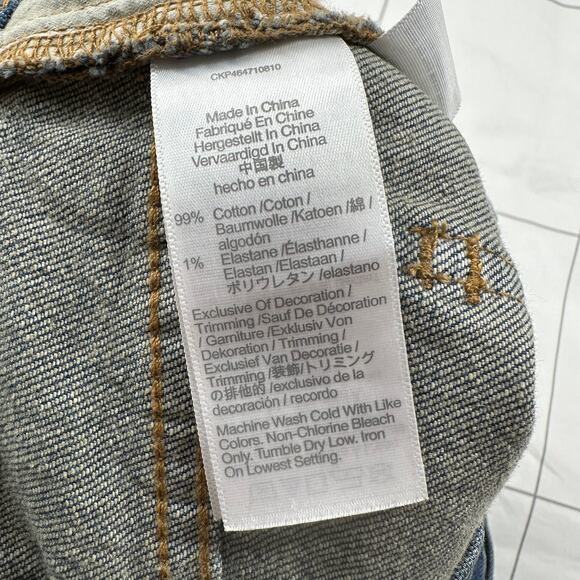 CKP464710810
Made In China
Fabriqué En Chine
Hergestellt In China
Vervaardigd In China
中国製
hecho en china
99% Cotton /Coton /
Baumwolle /Katoen /綿/
algodón
1% Elastane /Élasthanne /
Elastan /Elastaan /
ポリウレタン /elastano
Exclusive Of Decoration /
Trimming /Sauf De Décoration
/ Garniture /Exklusiv Von
Dekoration / Trimming /
Exclusief Van Decoratie /
Trimming /装飾/トリミング
の排他的 /exclusivo de la
decoración / recordo
Machine Wash Cold With Like
Colors. Non-Chlorine Bleach
Only. Tumble Dry Low. Iron
On Lowest Setting.